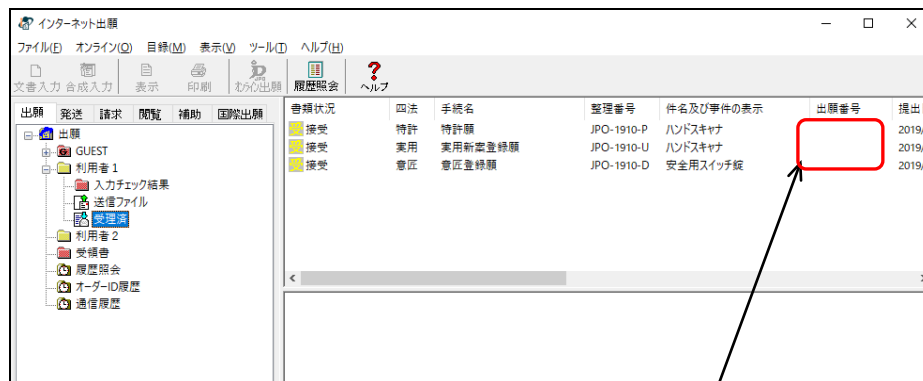 インターネット出願
ファイル(F) オンライン(O) 目録(M) 表示(V) ツール(T) ヘルプ(H)
文書入力 合成入力 表示 印刷 オンライン出願 履歴照会 ヘルプ
出願 発送 請求 閲覧 補助 国際出願
書類状況 四法 手続名 整理番号 件名及び事件の表示 出願番号 提出
接受 特許 特許願 JPO-1910-P ハンドスキャナ 2019/
接受 実用 実用新案登録願 JPO-1910-U ハンドスキャナ 2019/
接受 意匠 意匠登録願 JPO-1910-D 安全用スイッチ錠 2019/
出願
GUEST
利用者1
入力チェック結果
送信ファイル
受理済
利用者2
受領書
履歴照会
オーダーID履歴
通信履歴